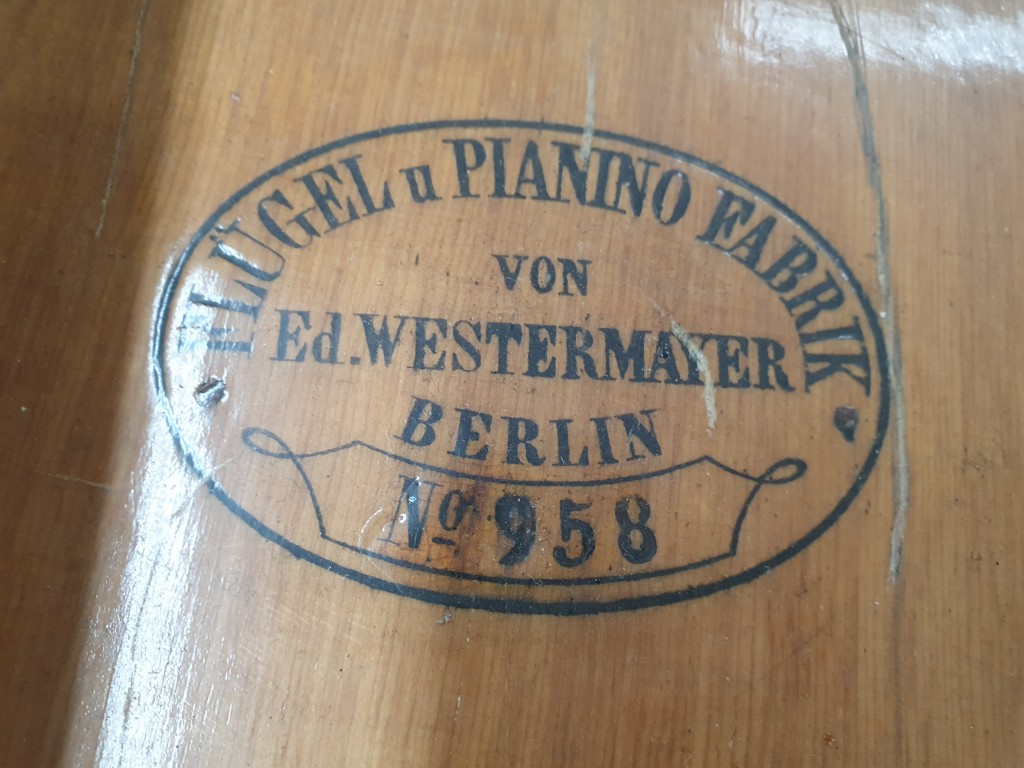 FLÜGEL u PIANINO FABRIK
VON
Ed. WESTERMAYER
BERLIN
No 958